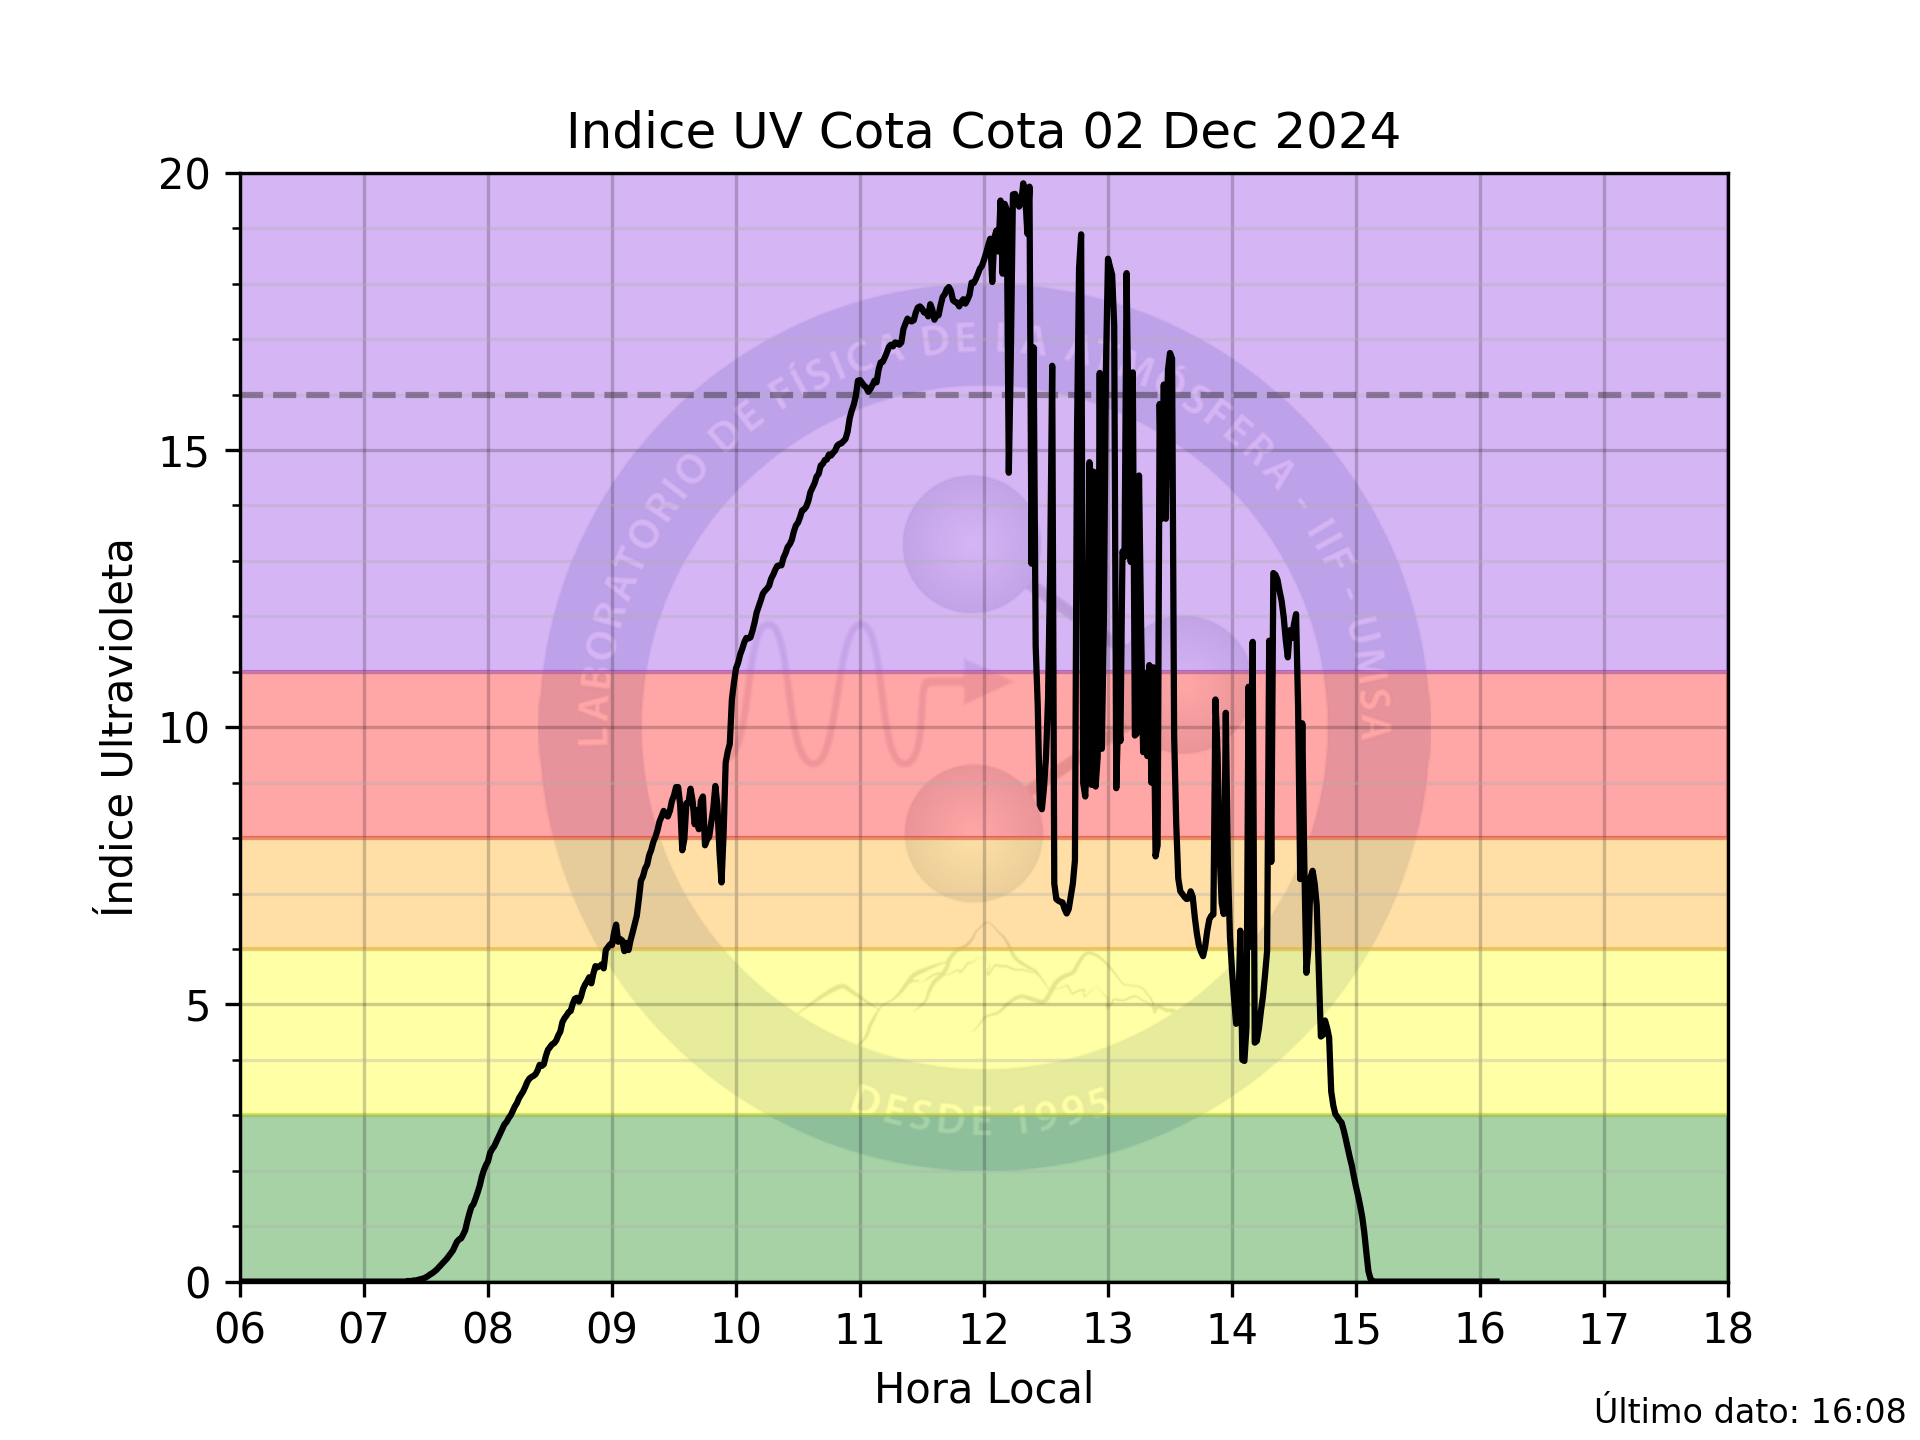 Indice UV Cota Cota 02 Dec 2024
20
15
10
5
0
Índice Ultravioleta
LABORATORIO DE FÍSICA DE LA ATMÓSFERA - IIF - UMSA
DESDE 1995
06 07 08 09 10 11 12 13 14 15 16 17 18
Hora Local
Último dato: 16:08